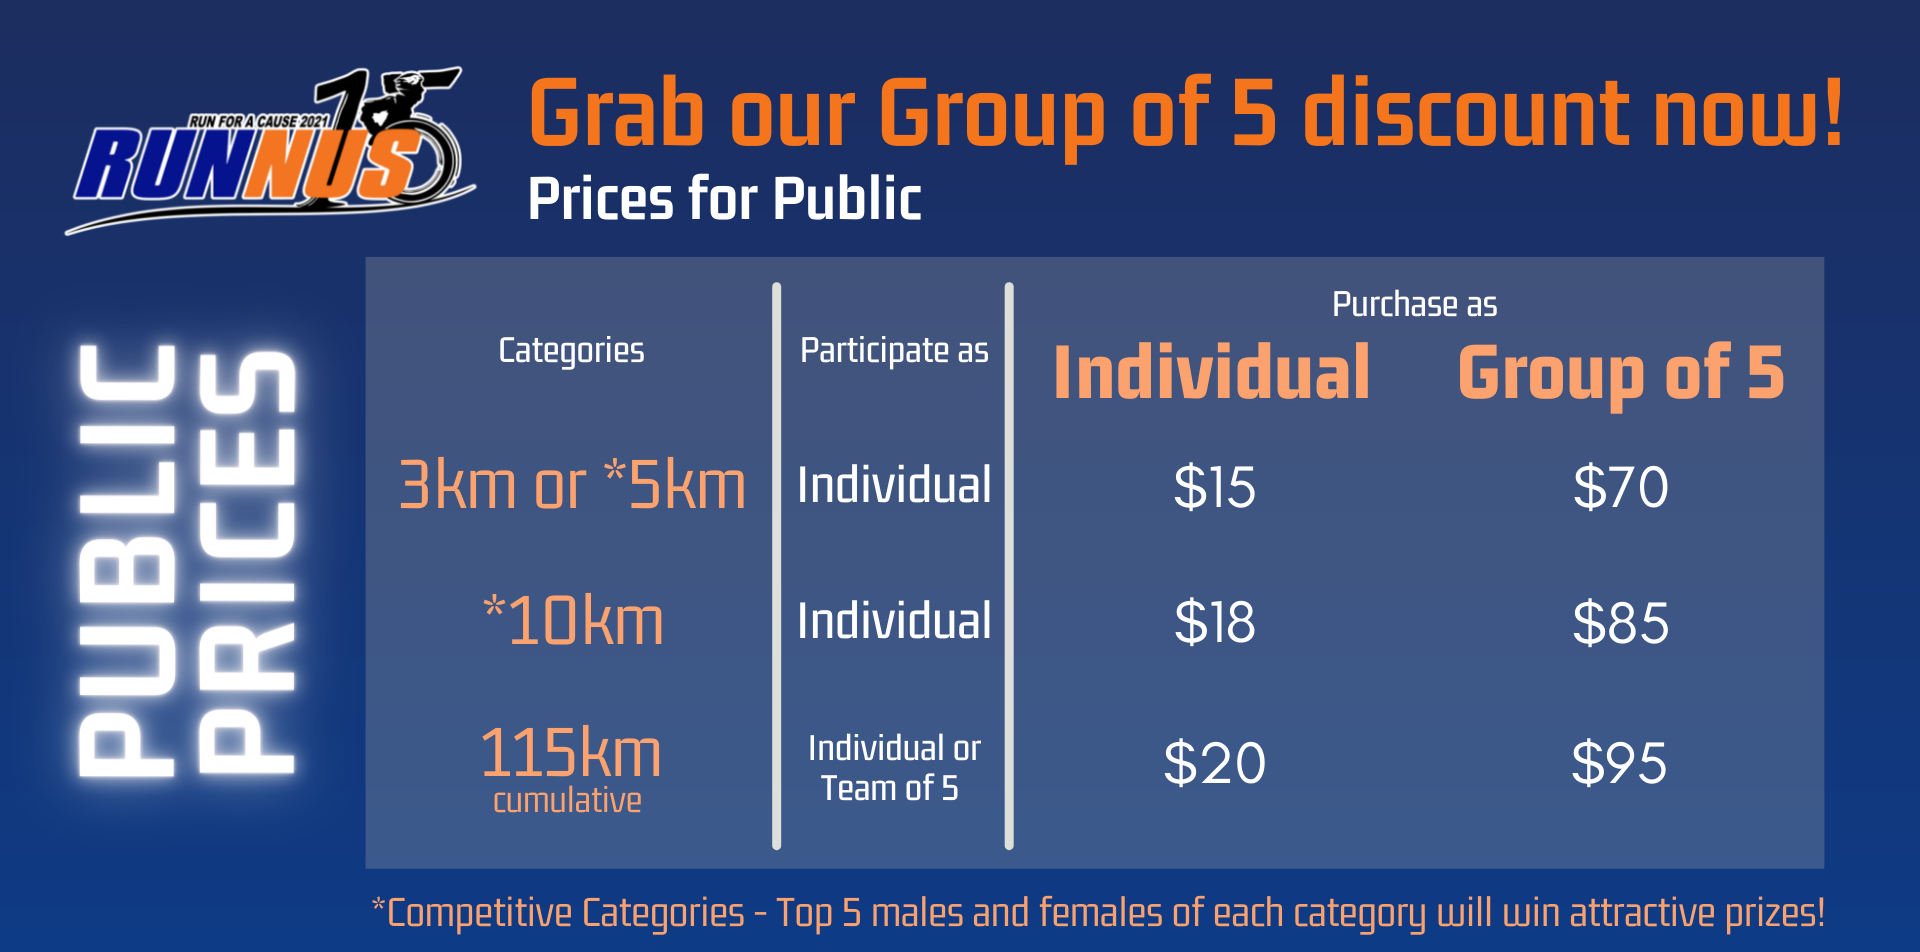 RUN FOR A CAUSE 2021
15
RUNNUS
Grab our Group of 5 discount now!
Prices for Public
PUBLIC
PRICES
Categories
Participate as
Purchase as
Individual
Group of 5
3km or *5km
Individual
$15
$70
*10km
Individual
$18
$85
115km
cumulative
Individual or
Team of 5
$20
$95
*Competitive Categories - Top 5 males and females of each category will win attractive prizes!